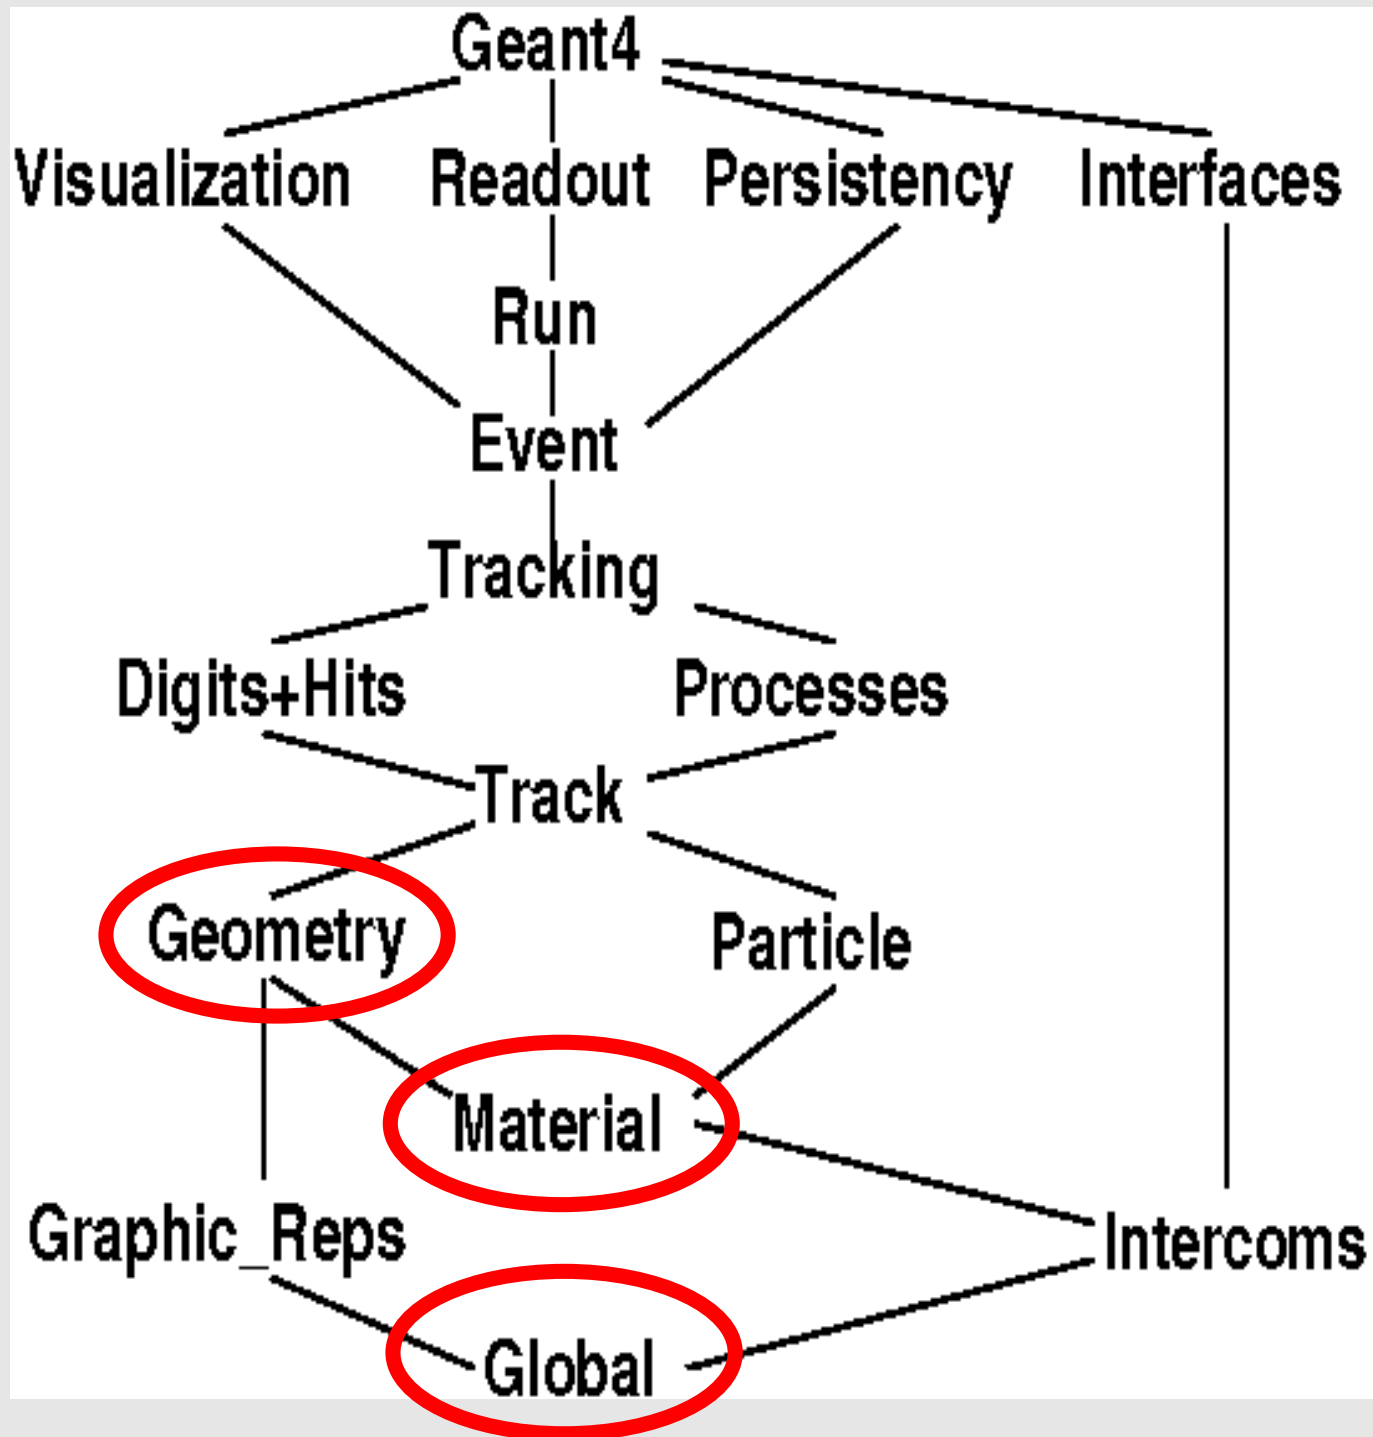 Geant4
Visualization Readout Persistency Interfaces
Run
Event
Tracking
Digits+Hits Processes
Track
Geometry Particle
Material
Graphic_Reps Intercoms
Global